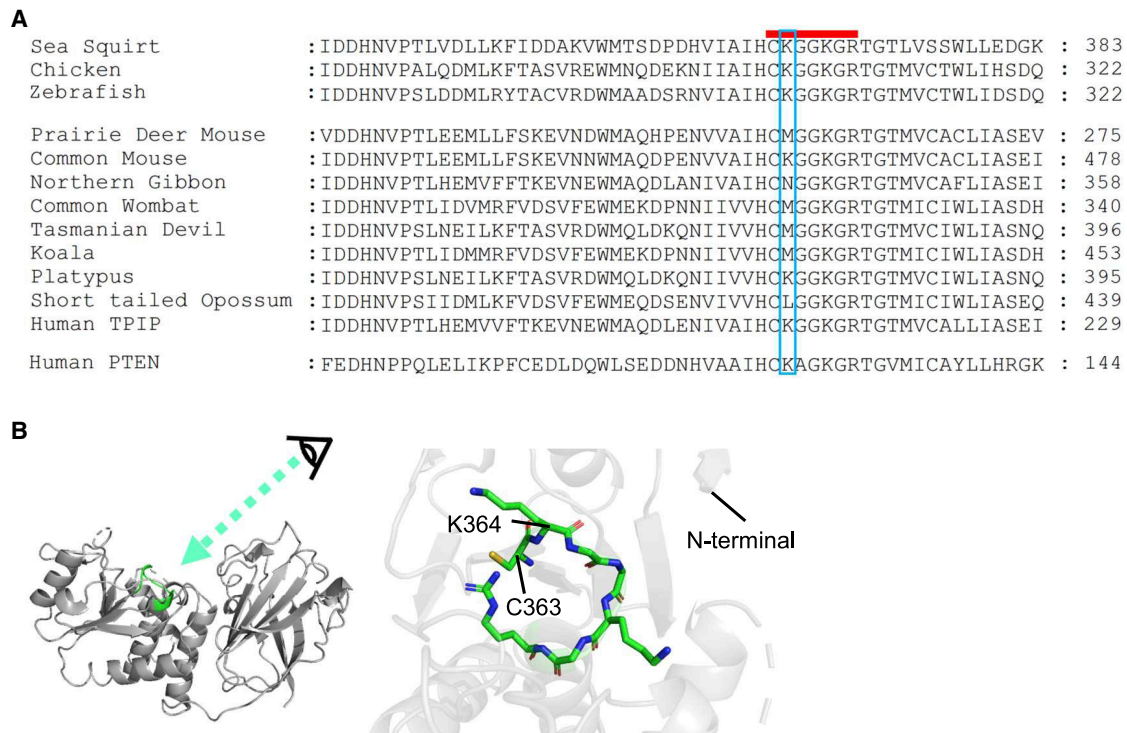 A
Sea Squirt :IDDHNVPTLVDLLKFIDDAKVWMTSDPDHVIAIHCKGGKGRTGTLVSSWLLEDGK : 383
Chicken :IDDHNVPALQDMLKFTASVREWMNQDEKNIIAIHCKGGKGRTGTMVCTWLIHSDQ : 322
Zebrafish :IDDHNVPSLDDMLRYTACVRDWMAADSRNVIAIHCKGGKGRTGTMVCTWLIDSDQ : 322
Prairie Deer Mouse :VDDHNVPTLEEMLLFSKEVNDWMAQHPENVVAIHCMGGKGRTGTMVCACLIASEV : 275
Common Mouse :IDDHNVPTLEEMLLFSKEVNNWMAQDPENVVAIHCKGGKGRTGTMVCACLIASEI : 478
Northern Gibbon :IDDHNVPTLHEMVFFTKEVNEWMAQDLANIVAIHCNGGKGRTGTMVCAFLIASEI : 358
Common Wombat :IDDHNVPTLIDVMRFVDSVFEWMEKDPNNIIVVHCMGGKGRTGTMICIWLIASDH : 340
Tasmanian Devil :IDDHNVPSLNEILKFTASVRDWMQLDKQNIIVVHCMGGKGRTGTMICIWLIASNQ : 396
Koala :IDDHNVPTLIDMMRFVDSVFEWMEKDPNNIIVVHCMGGKGRTGTMICIWLIASDH : 453
Platypus :IDDHNVPSLNEILKFTASVRDWMQLDKQNIIVVHCKGGKGRTGTMICIWLIASNQ : 395
Short tailed Opossum :IDDHNVPSIIDMLKFVDSVFEWMEQDSENVIVVHCLGGKGRTGTMICIWLIASEQ : 439
Human TPIP :IDDHNVPTLHEMVVFTKEVNEWMAQDLENIVAIHCKGGKGRTGTMVCALLIASEI : 229
Human PTEN :FEDHNPPQLELIKPFCEDLDQWLSEDDNHVAAIHCKAGKGRTGVMICAYLLHRGK : 144
B
K364
C363
N-terminal